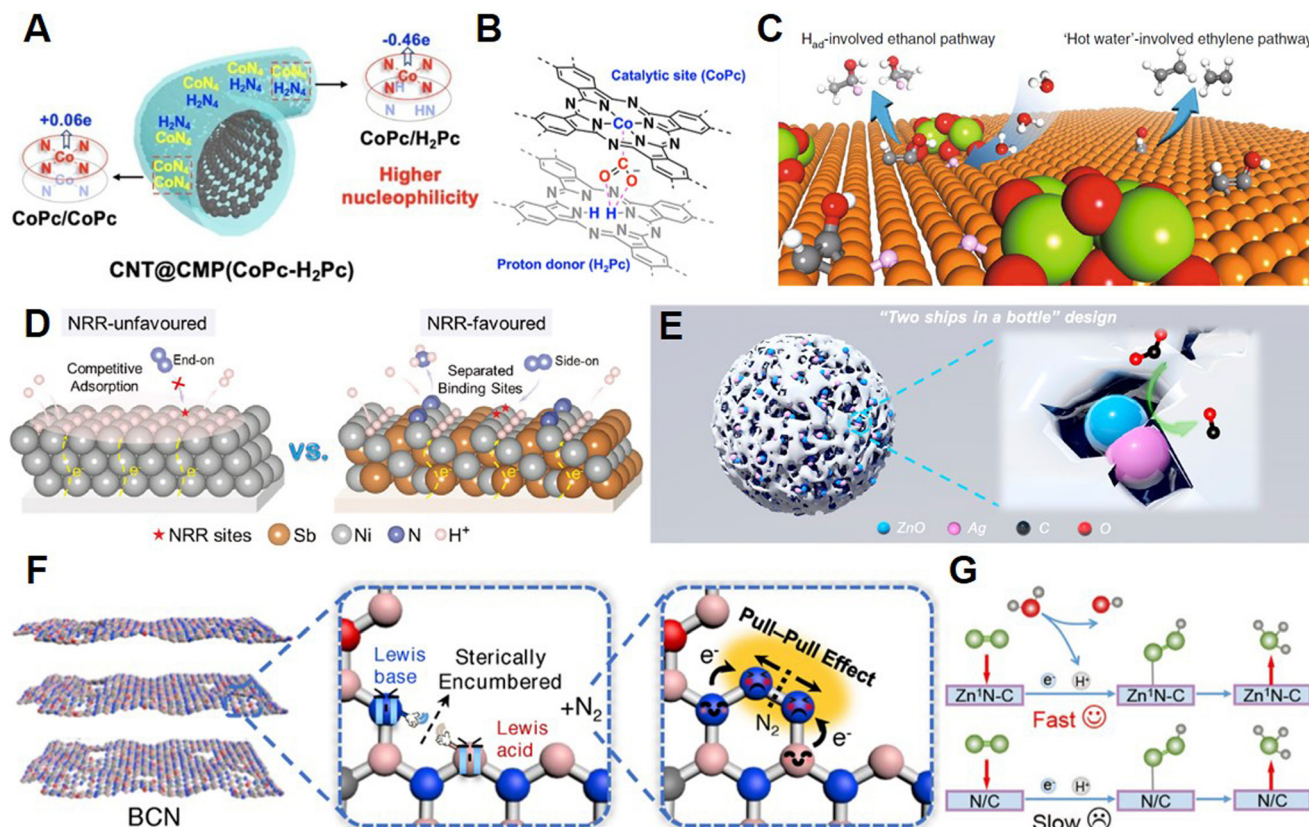 A
CoN4
CoN4
CoN4
H2N4
H2N4
H2N4
CoN4
CoN4
CoN4
+0.06e
N
N
Co
N
N
Co
CoPc/CoPc
-0.46e
N
N
Co
N
H
N
N
HN
CoPc/H2Pc
Higher
nucleophilicity
CNT@CMP(CoPc-H2Pc)
B
Catalytic site (CoPc)
N
N
N
N
Co
N
N
N
N
C
O
O
-
N
N
N
N
H
H
N
N
N
N
Proton donor (H2Pc)
C
Had-involved ethanol pathway
'Hot water'-involved ethylene pathway
D
NRR-unfavoured
NRR-favoured
Competitive
Adsorption
End-on
Separated
Binding Sites
Side-on
e-
e-
e-
vs.
e-
e-
e-
NRR sites
Sb
Ni
N
H+
E
"Two ships in a bottle" design
ZnO
Ag
C
O
F
BCN
Lewis
base
Sterically
Encumbered
Lewis
acid
+N2
Pull–Pull Effect
e-
N2
e-
G
e-
H+
Zn1N-C
Zn1N-C
Zn1N-C
Fast
e-
H+
N/C
N/C
N/C
Slow